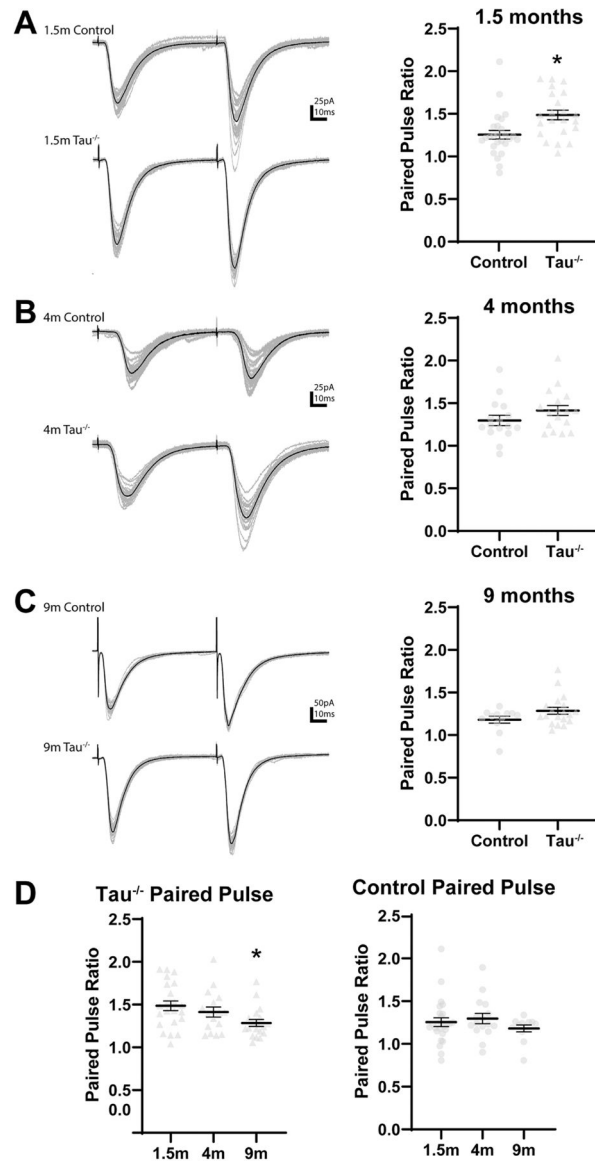 A
1.5m Control
25pA
10ms
1.5m Tau-/-
1.5 months
Paired Pulse Ratio
2.5
2.0
1.5
*
1.0
0.5
0.0
Control Tau-/-
B
4m Control
25pA
10ms
4m Tau-/-
4 months
Paired Pulse Ratio
2.5
2.0
1.5
1.0
0.5
0.0
Control Tau-/-
C
9m Control
50pA
10ms
9m Tau-/-
9 months
Paired Pulse Ratio
2.5
2.0
1.5
1.0
0.5
0.0
Control Tau-/-
D
Tau-/- Paired Pulse
Paired Pulse Ratio
2.5
2.0
*
1.5
1.0
0.0
1.5m 4m 9m
Control Paired Pulse
Paired Pulse Ratio
2.5
2.0
1.5
1.0
0.5
0.0
1.5m 4m 9m